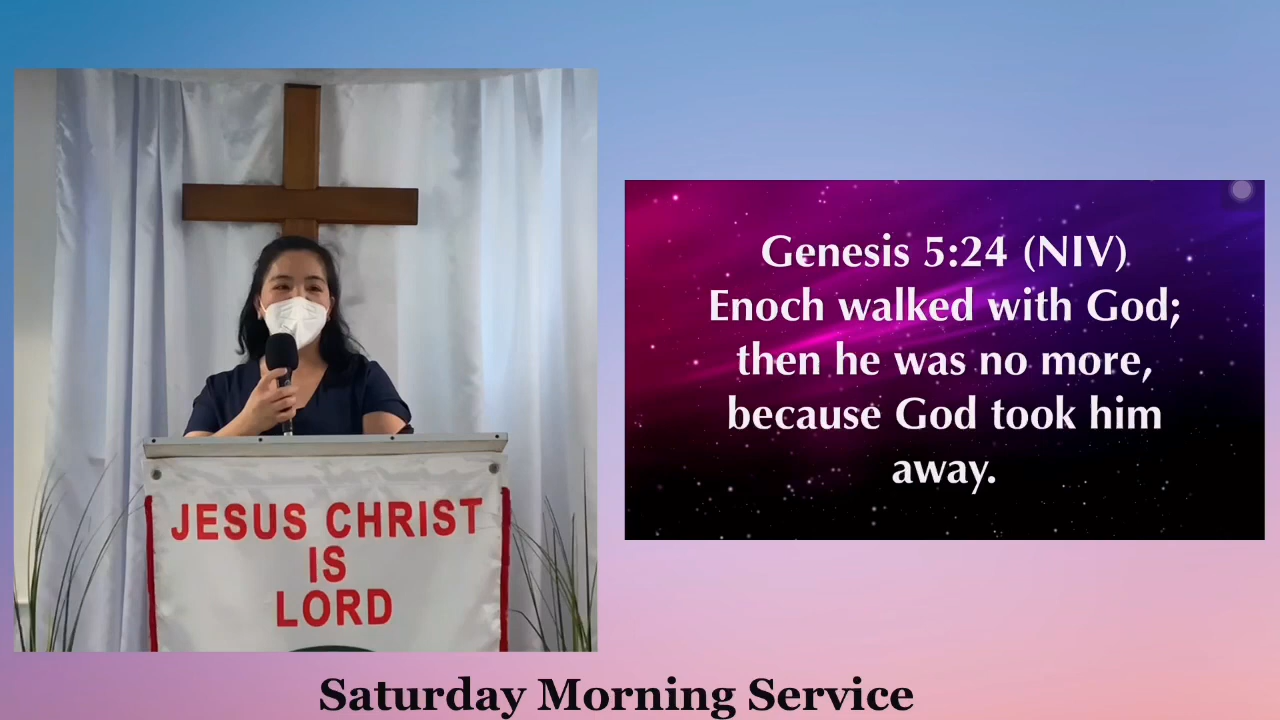 JESUS CHRIST
IS
LORD
Genesis 5:24 (NIV)
Enoch walked with God;
then he was no more,
because God took him
away.
Saturday Morning Service